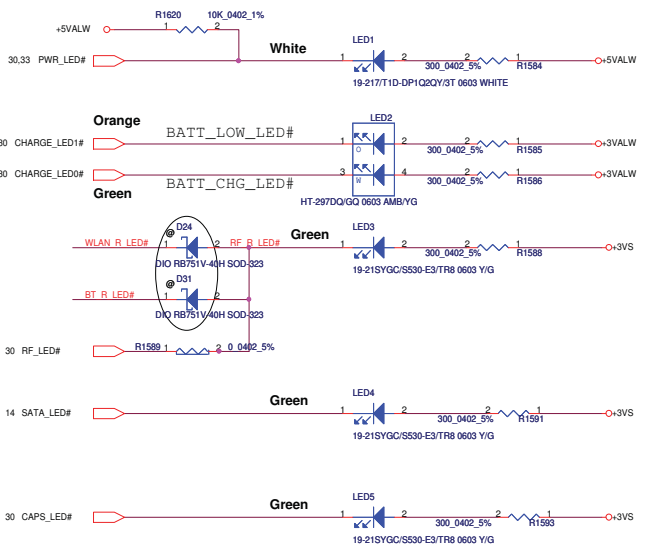 R1620 10K_0402_1%
+5VALW 1 2
30,33 PWR_LED# White 1 LED1 2 300_0402_5% 2 1 R1584 +5VALW
19-217/T1D-DP1Q2QY/3T 0603 WHITE
Orange
30 CHARGE_LED1# BATT_LOW_LED# 1 LED2 O 2 300_0402_5% 2 1 R1585 +3VALW
30 CHARGE_LED0# BATT_CHG_LED# 3 W 4 300_0402_5% 2 1 R1586 +3VALW
Green
HT-297DQ/GQ 0603 AMB/YG
WLAN_R_LED# @ D24 1 2 RF_R_LED# Green 1 LED3 2 300_0402_5% 2 1 R1588 +3VS
DIO RB751V-40H SOD-323
19-21SYGC/S530-E3/TR8 0603 Y/G
BT_R_LED# @ D31 1 2
DIO RB751V-40H SOD-323
30 RF_LED# R1589 1 2 0_0402_5%
14 SATA_LED# Green 1 LED4 2 300_0402_5% 2 1 R1591 +3VS
19-21SYGC/S530-E3/TR8 0603 Y/G
30 CAPS_LED# Green 1 LED5 2 300_0402_5% 2 1 R1593 +3VS
19-21SYGC/S530-E3/TR8 0603 Y/G